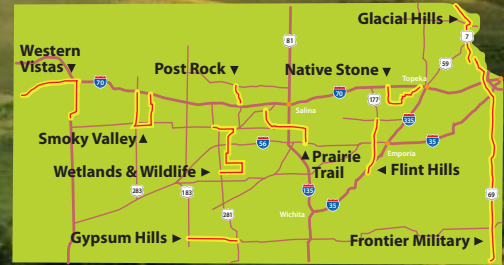 Glacial Hills
7
81
59
Western
Vistas
Post Rock
Native Stone
Topeka
70
70
177
Salina
335
Smoky Valley
56
Prairie
Trail
Emporia
35
Wetlands & Wildlife
Flint Hills
283
183
135
69
281
Wichita
35
Gypsum Hills
Frontier Military